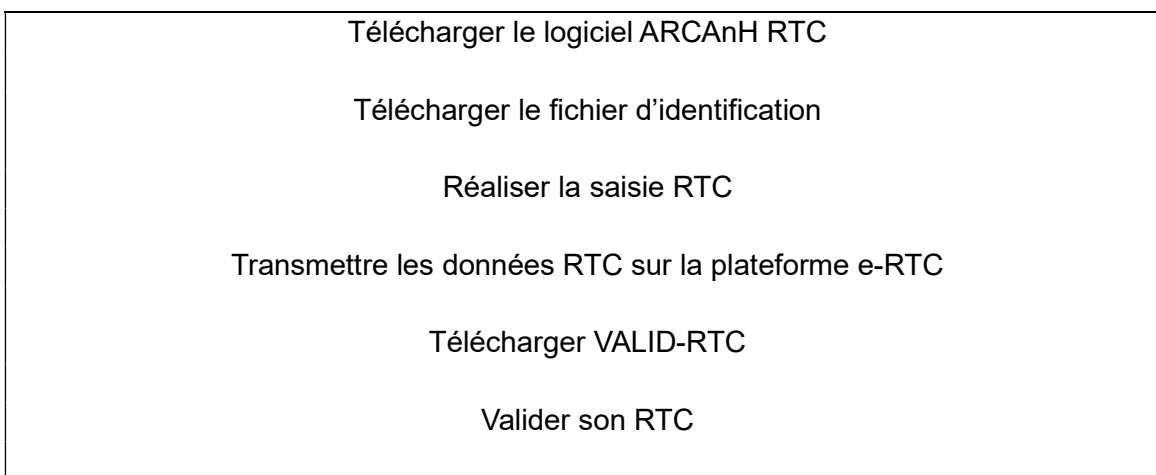 Télécharger le logiciel ARCAnH RTC
Télécharger le fichier d’identification
Réaliser la saisie RTC
Transmettre les données RTC sur la plateforme e-RTC
Télécharger VALID-RTC
Valider son RTC